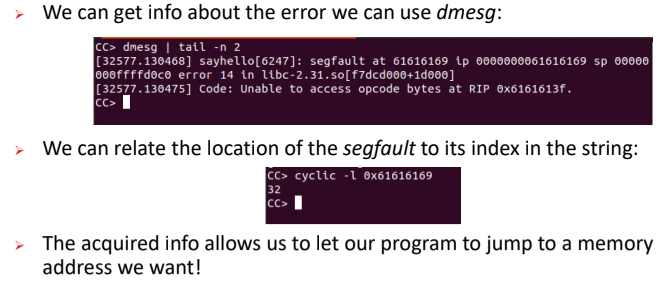 ➢ We can get info about the error we can use dmesg:
CC> dmesg | tail -n 2
[32577.130468] sayhello[6247]: segfault at 61616169 ip 0000000061616169 sp 00000
000ffffd0c0 error 14 in libc-2.31.so[f7dcd000+1d000]
[32577.130475] Code: Unable to access opcode bytes at RIP 0x6161613f.
CC>
➢ We can relate the location of the segfault to its index in the string:
CC> cyclic -l 0x61616169
32
CC>
➢ The acquired info allows us to let our program to jump to a memory
address we want!